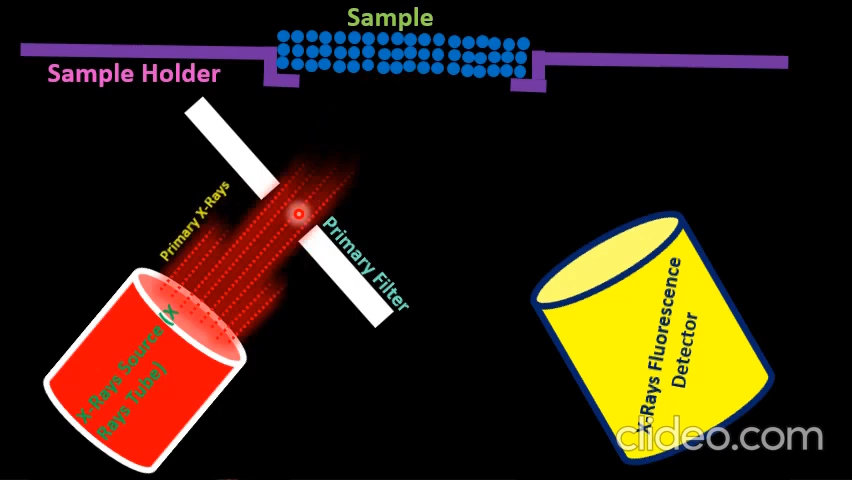 Sample
Sample Holder
Primary X-Rays
Primary Filter
X-Rays Source (X
Rays Tube)
X-Rays Fluorescence
Detector
clideo.com